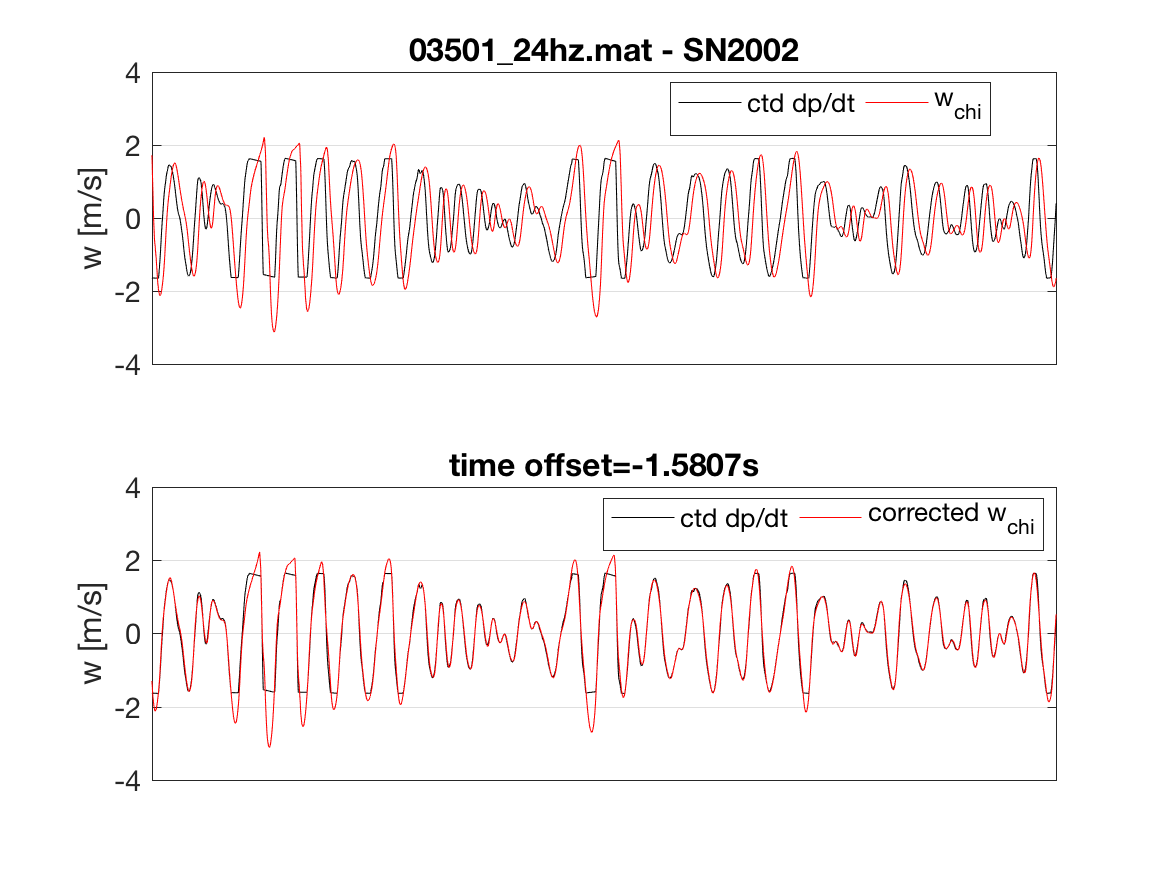 03501_24hz.mat - SN2002
4
2
0
-2
-4
w [m/s]
ctd dp/dt w_chi
time offset=-1.5807s
4
2
0
-2
-4
w [m/s]
ctd dp/dt corrected w_chi